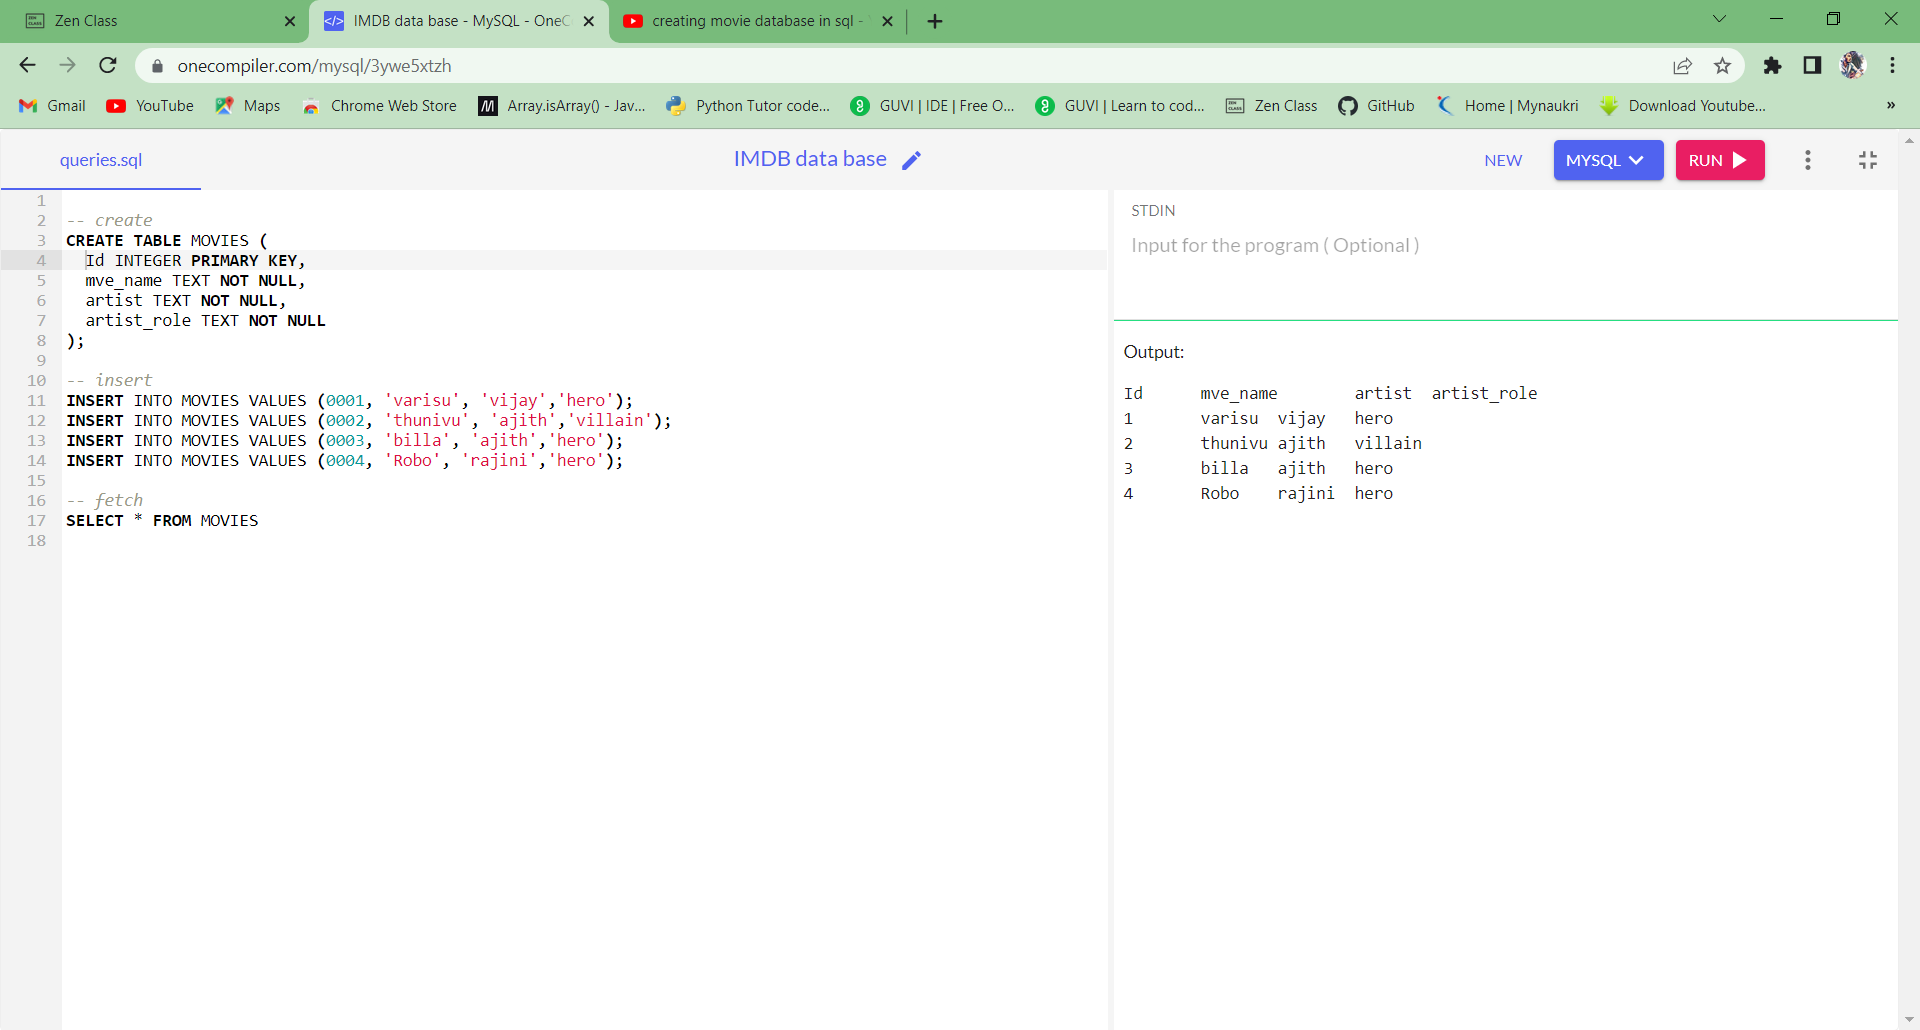 Zen Class
IMDB data base - MySQL - OneC
creating movie database in sql -
onecompiler.com/mysql/3ywe5xtzh
Gmail YouTube Maps Chrome Web Store Array.isArray() - Jav... Python Tutor code... GUVI | IDE | Free O... GUVI | Learn to cod... Zen Class GitHub Home | Mynaukri Download Youtube... »
queries.sql IMDB data base NEW MYSQL RUN
1
2 -- create
3 CREATE TABLE MOVIES (
4 Id INTEGER PRIMARY KEY,
5 mve_name TEXT NOT NULL,
6 artist TEXT NOT NULL,
7 artist_role TEXT NOT NULL
8 );
9
10 -- insert
11 INSERT INTO MOVIES VALUES (0001, 'varisu', 'vijay','hero');
12 INSERT INTO MOVIES VALUES (0002, 'thunivu', 'ajith','villain');
13 INSERT INTO MOVIES VALUES (0003, 'billa', 'ajith','hero');
14 INSERT INTO MOVIES VALUES (0004, 'Robo', 'rajini','hero');
15
16 -- fetch
17 SELECT * FROM MOVIES
18
STDIN
Input for the program ( Optional )
Output:
Id mve_name artist artist_role
1 varisu vijay hero
2 thunivu ajith villain
3 billa ajith hero
4 Robo rajini hero